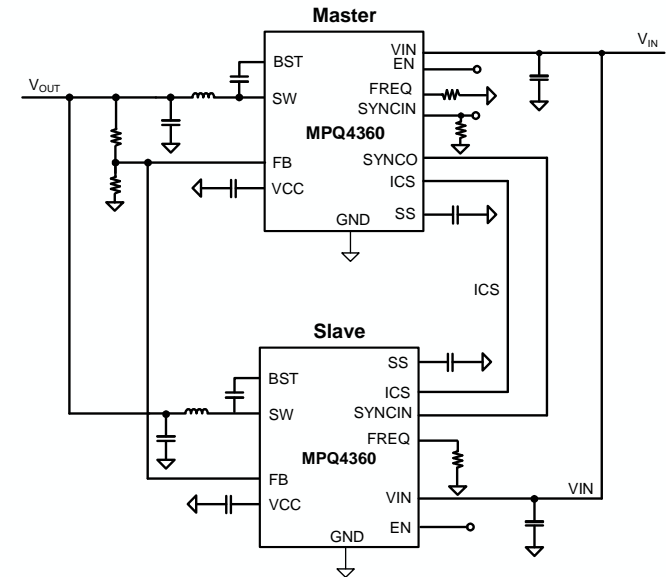 Master
V_IN
VIN
BST
EN
V_OUT
FREQ
SW
SYNCIN
MPQ4360
SYNCO
FB
ICS
VCC
SS
GND
ICS
Slave
SS
BST
ICS
SW
SYNCIN
FREQ
MPQ4360
FB
VIN
VIN
VCC
EN
GND